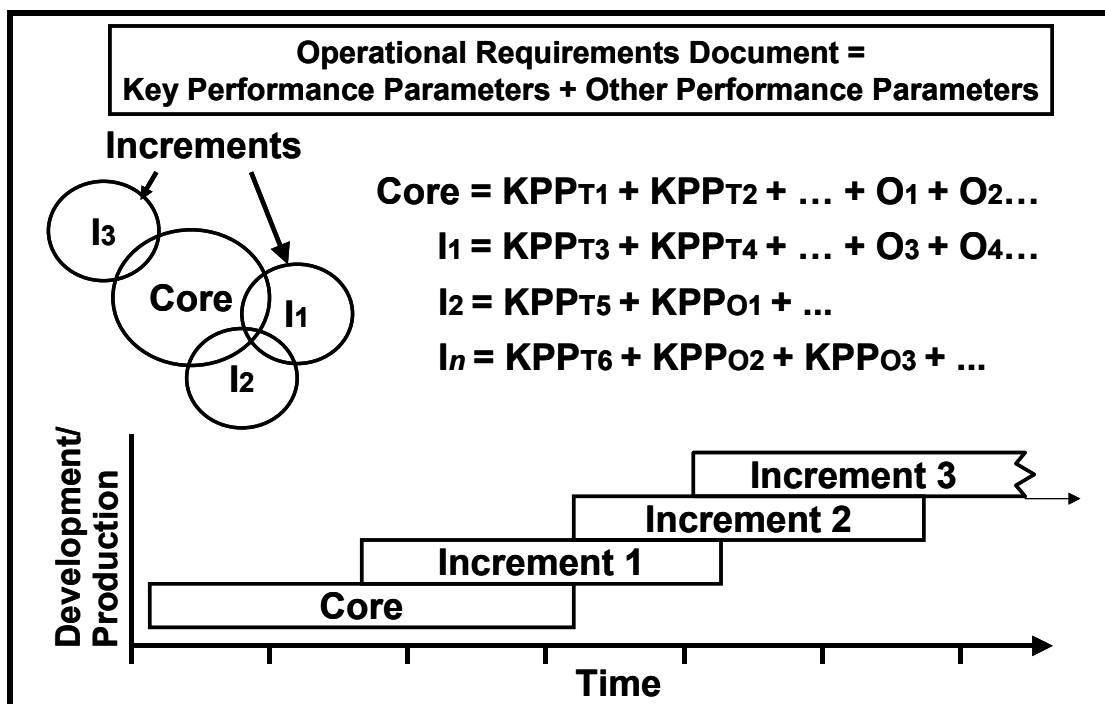 Operational Requirements Document =
Key Performance Parameters + Other Performance Parameters
Increments
I3
Core
I1
I2
Core = KPPT1 + KPPT2 + … + O1 + O2…
I1 = KPPT3 + KPPT4 + … + O3 + O4…
I2 = KPPT5 + KPPO1 + ...
In = KPPT6 + KPPO2 + KPPO3 + ...
Development/
Production
Increment 3
Increment 2
Increment 1
Core
Time